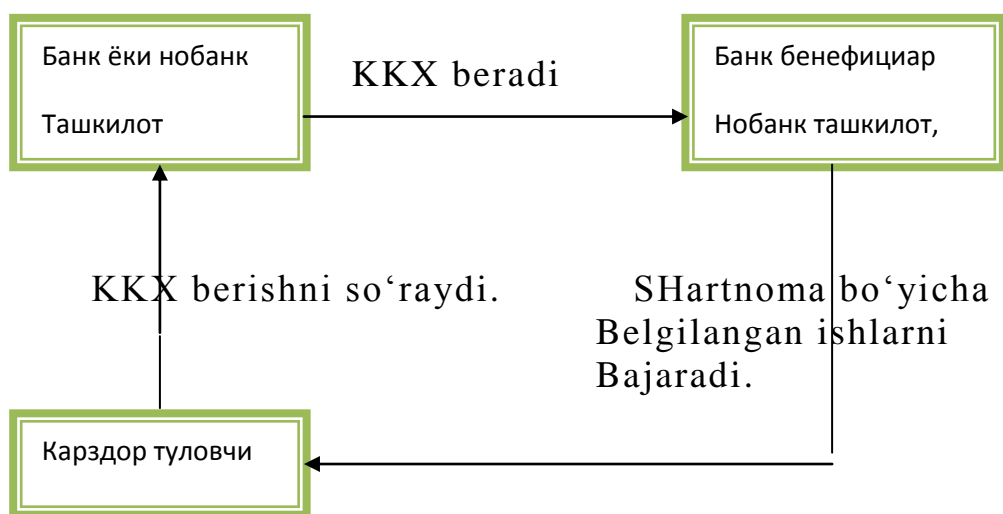 Банк ёки нобанк
Ташкилот
KKX beradi
Банк бенефициар
Нобанк ташкилот,
KKX berishni so‘raydi.
SHartnoma bo‘yicha
Belgilangan ishlarni
Bajaradi.
Карздор туловчи